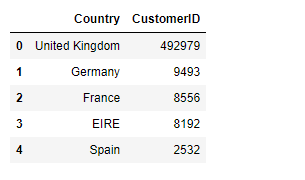 Country CustomerID
0 United Kingdom 492979
1 Germany 9493
2 France 8556
3 EIRE 8192
4 Spain 2532